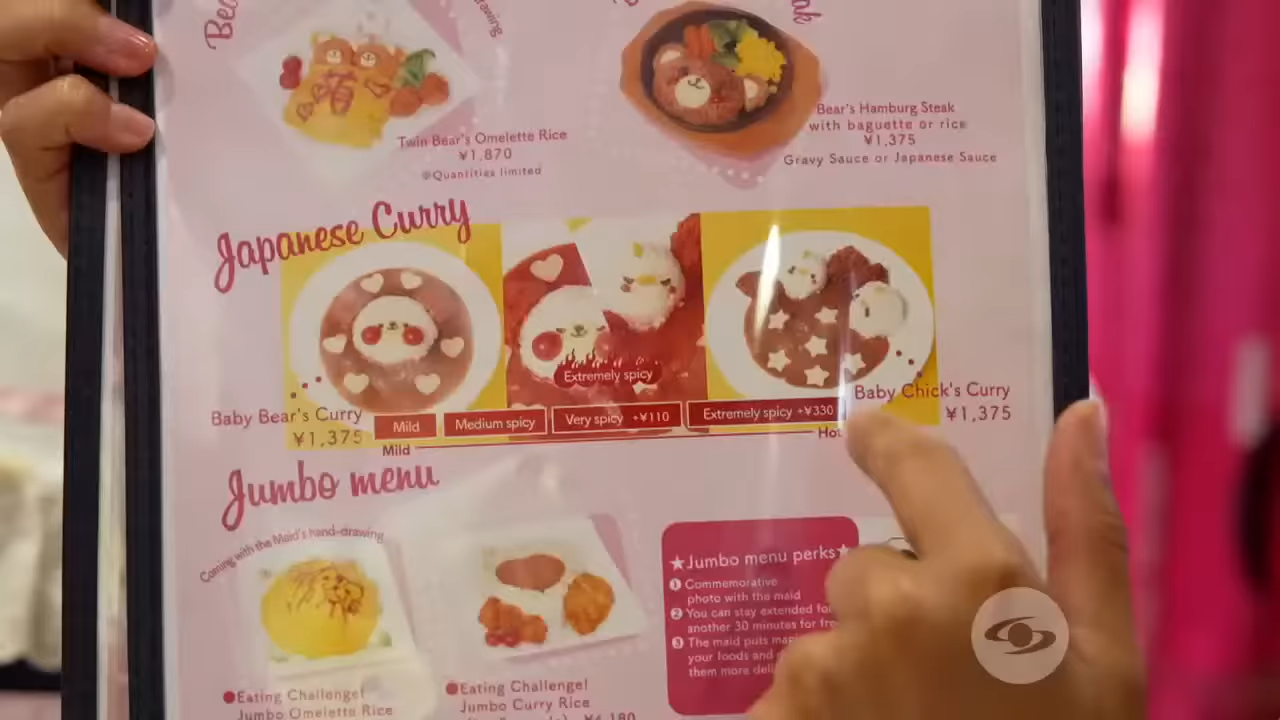 Twin Bear's Omelette Rice
¥1,870
※Quantities limited
Bear's Hamburg Steak
with baguette or rice
¥1,375
Gravy Sauce or Japanese Sauce
Japanese Curry
萌
Extremely spicy
Baby Bear's Curry
¥1,375
Mild
Medium spicy
Very spicy +¥110
Extremely spicy +¥330
Mild
Hot
Baby Chick's Curry
¥1,375
Jumbo menu
Coming with the Maid's hand-drawing
●Eating Challenge!
Jumbo Omelette Rice
●Eating Challenge!
Jumbo Curry Rice
¥4,180
★Jumbo menu perks★
❶ Commemorative
photo with the maid
❷ You can stay extended for
another 30 minutes for
❸ The maid puts
your foods and
them more